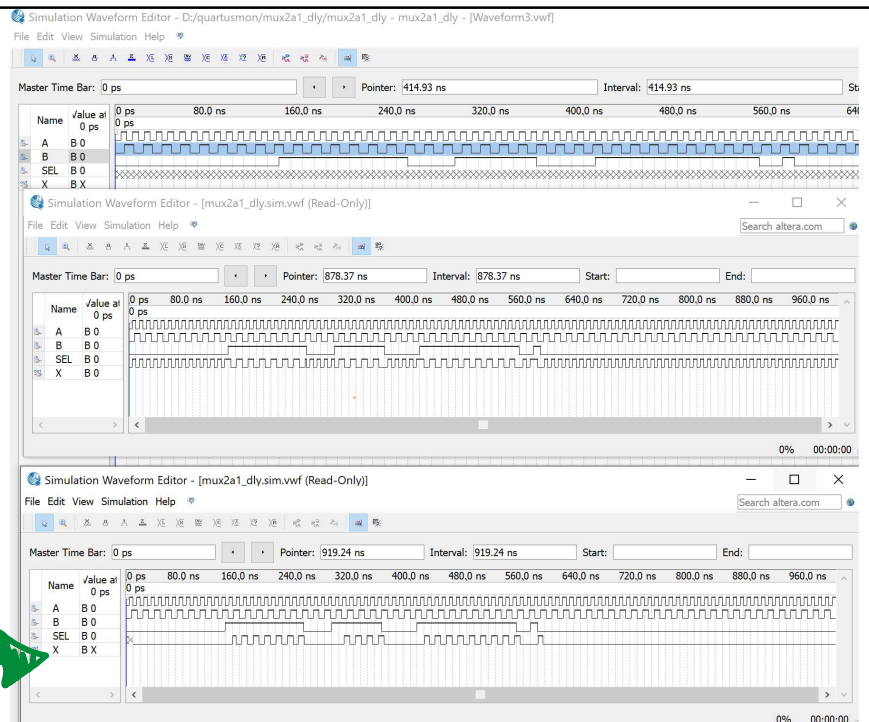 Simulation Waveform Editor - D:/quartusmon/mux2a1_dly/mux2a1_dly - mux2a1_dly - [Waveform3.vwf]
File Edit View Simulation Help
Master Time Bar: 0 ps Pointer: 414.93 ns Interval: 414.93 ns
Name Value at 0 ps
0 ps 80.0 ns 160.0 ns 240.0 ns 320.0 ns 400.0 ns 480.0 ns 560.0 ns 640
0 ps
A B 0
B B 0
SEL B 0
X B X
Simulation Waveform Editor - [mux2a1_dly.sim.vwf (Read-Only)]
File Edit View Simulation Help Search altera.com
Master Time Bar: 0 ps Pointer: 878.37 ns Interval: 878.37 ns Start: End:
Name Value at 0 ps
0 ps 80.0 ns 160.0 ns 240.0 ns 320.0 ns 400.0 ns 480.0 ns 560.0 ns 640.0 ns 720.0 ns 800.0 ns 880.0 ns 960.0 ns
0 ps
A B 0
B B 0
SEL B 0
X B 0
0% 00:00:00
Simulation Waveform Editor - [mux2a1_dly.sim.vwf (Read-Only)]
File Edit View Simulation Help Search altera.com
Master Time Bar: 0 ps Pointer: 919.24 ns Interval: 919.24 ns Start: End:
Name Value at 0 ps
0 ps 80.0 ns 160.0 ns 240.0 ns 320.0 ns 400.0 ns 480.0 ns 560.0 ns 640.0 ns 720.0 ns 800.0 ns 880.0 ns 960.0 ns
0 ps
A B 0
B B 0
SEL B 0
X B X
0% 00:00:00